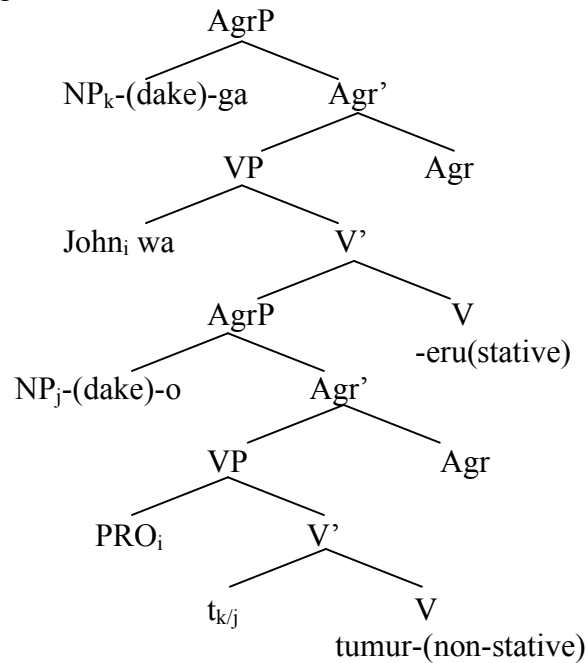 AgrP
NPk-(dake)-ga Agr’
VP Agr
Johni wa V’
AgrP V
-eru(stative)
NPj-(dake)-o Agr’
VP Agr
PROi V’
tk/j V
tumur-(non-stative)